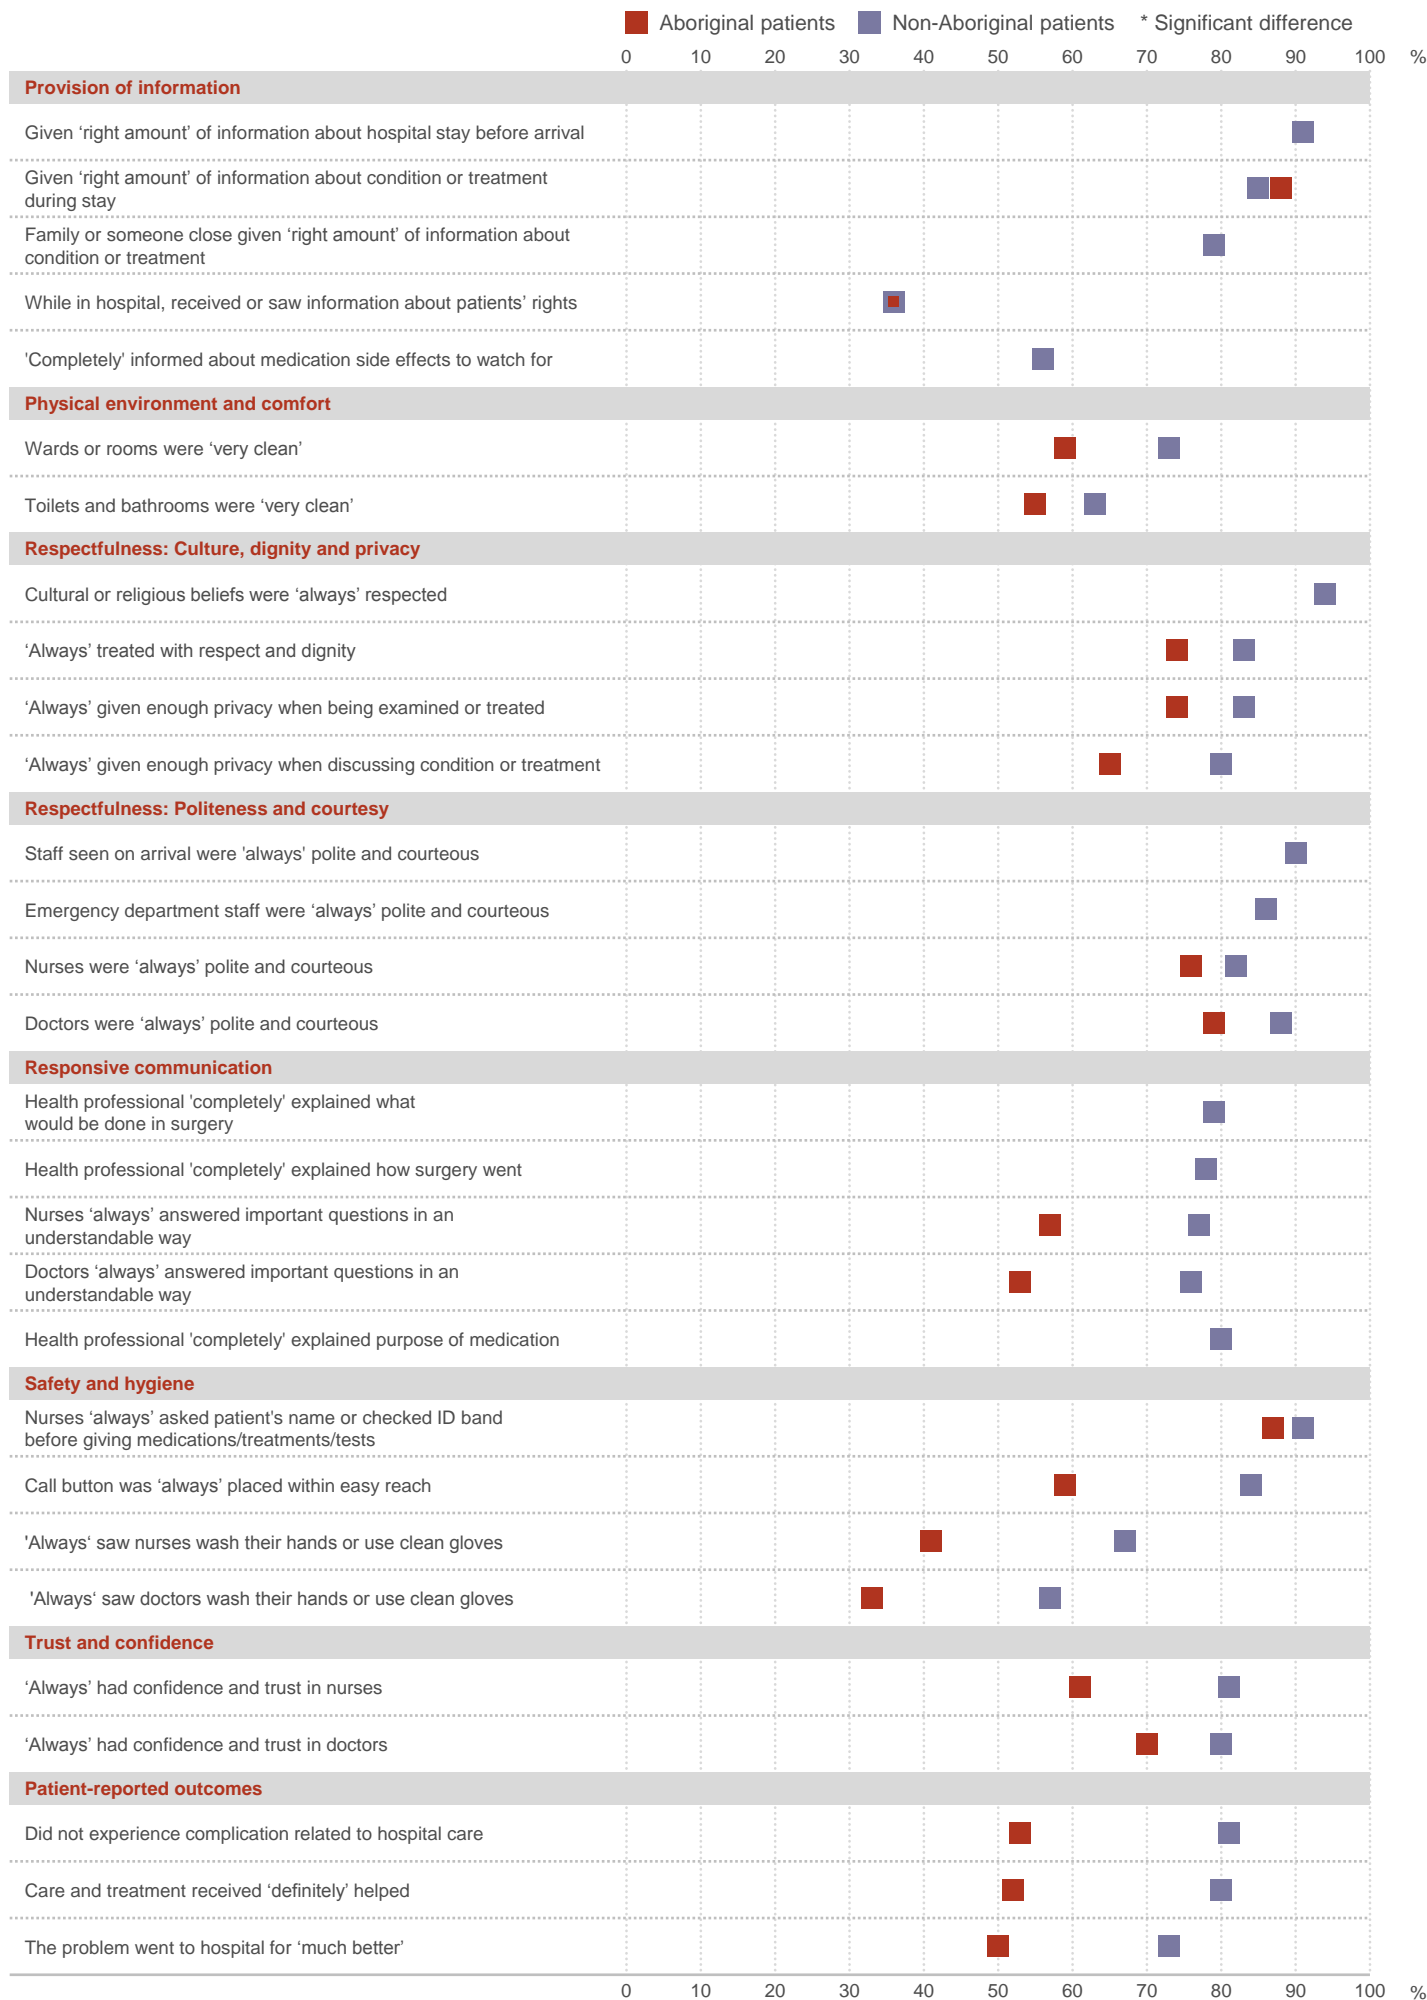 Aboriginal patients Non-Aboriginal patients * Significant difference
0 10 20 30 40 50 60 70 80 90 100 %
Provision of information
Given ‘right amount’ of information about hospital stay before arrival
Given ‘right amount’ of information about condition or treatment
during stay
Family or someone close given ‘right amount’ of information about
condition or treatment
While in hospital, received or saw information about patients’ rights
'Completely' informed about medication side effects to watch for
Physical environment and comfort
Wards or rooms were ‘very clean’
Toilets and bathrooms were ‘very clean’
Respectfulness: Culture, dignity and privacy
Cultural or religious beliefs were ‘always’ respected
‘Always’ treated with respect and dignity
‘Always’ given enough privacy when being examined or treated
‘Always’ given enough privacy when discussing condition or treatment
Respectfulness: Politeness and courtesy
Staff seen on arrival were 'always' polite and courteous
Emergency department staff were ‘always’ polite and courteous
Nurses were ‘always’ polite and courteous
Doctors were ‘always’ polite and courteous
Responsive communication
Health professional 'completely' explained what
would be done in surgery
Health professional 'completely' explained how surgery went
Nurses ‘always’ answered important questions in an
understandable way
Doctors ‘always’ answered important questions in an
understandable way
Health professional 'completely' explained purpose of medication
Safety and hygiene
Nurses ‘always’ asked patient's name or checked ID band
before giving medications/treatments/tests
Call button was ‘always’ placed within easy reach
'Always‘ saw nurses wash their hands or use clean gloves
'Always‘ saw doctors wash their hands or use clean gloves
Trust and confidence
‘Always’ had confidence and trust in nurses
‘Always’ had confidence and trust in doctors
Patient-reported outcomes
Did not experience complication related to hospital care
Care and treatment received ‘definitely’ helped
The problem went to hospital for ‘much better’
0 10 20 30 40 50 60 70 80 90 100 %